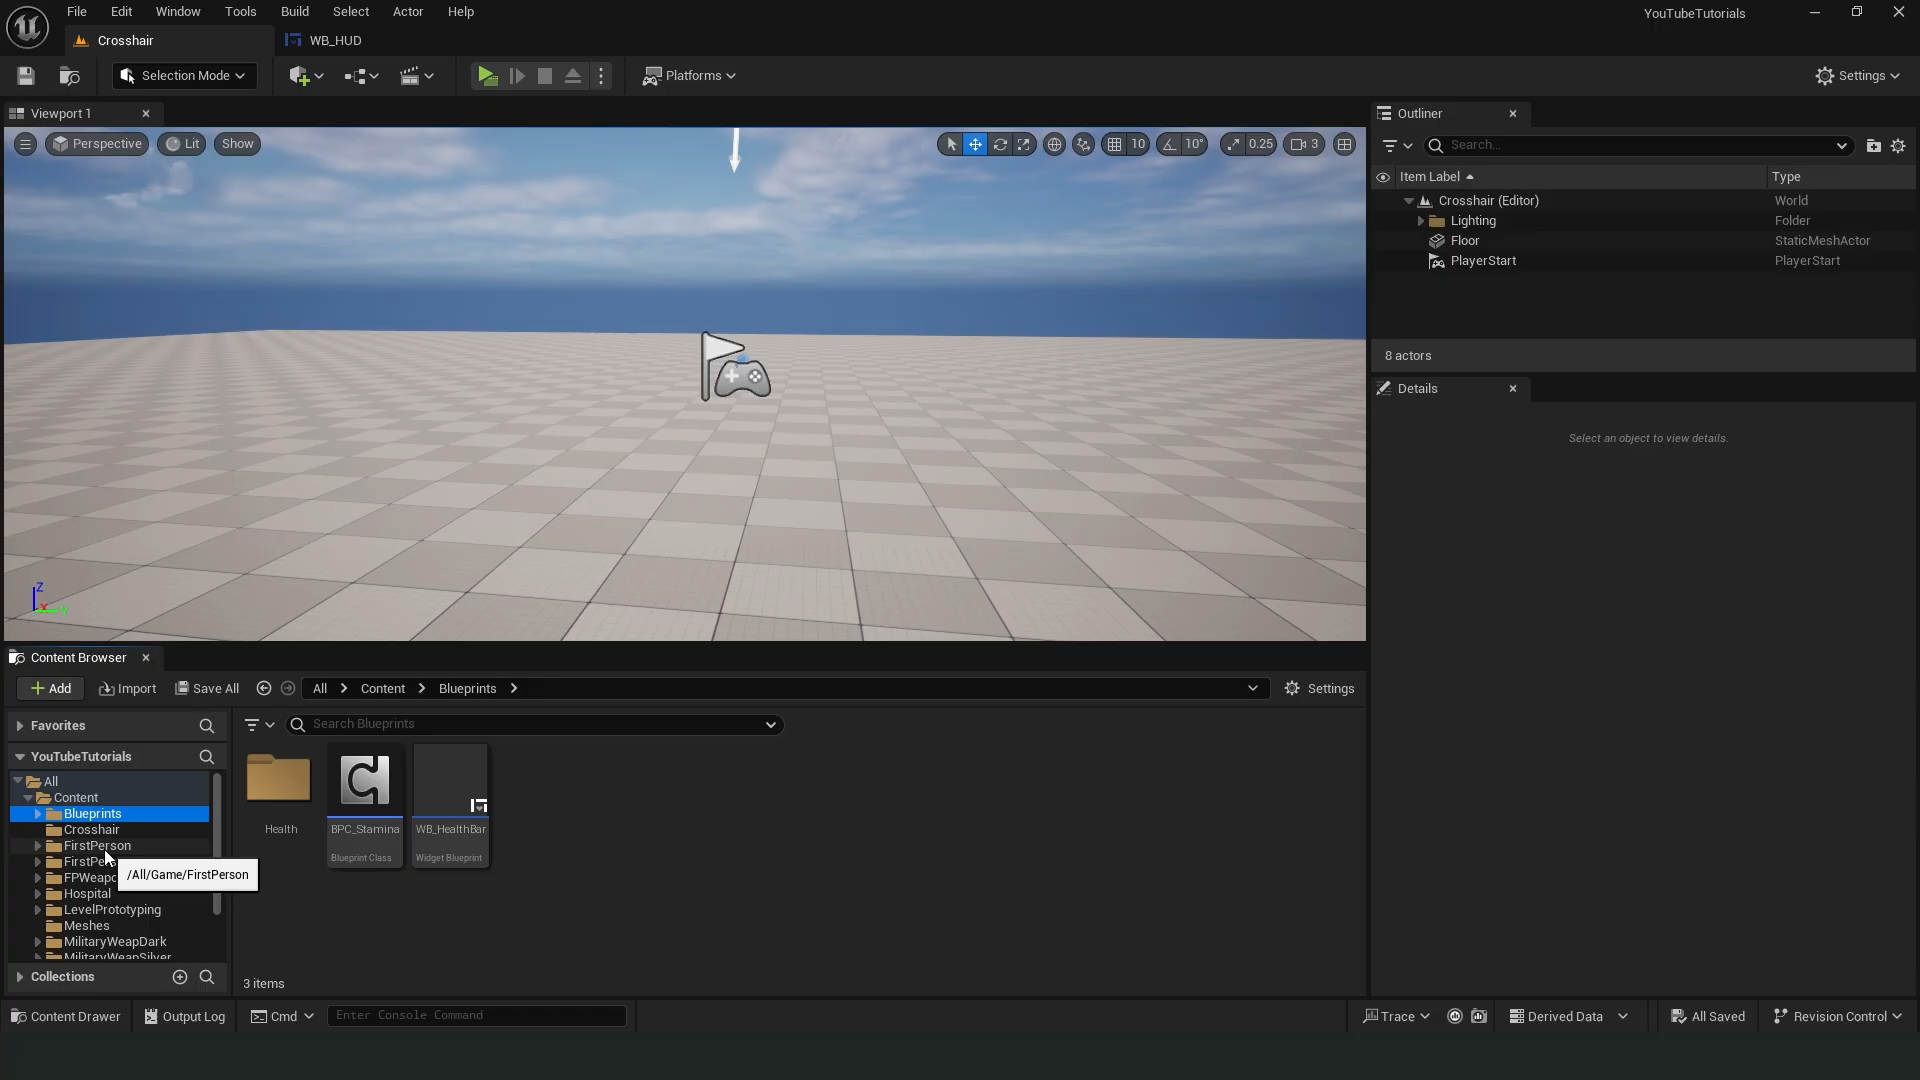 File Edit Window Tools Build Select Actor Help
YouTubeTutorials
Crosshair
WB_HUD
Selection Mode
Platforms
Settings
Viewport 1
Perspective
Lit
Show
10
10°
0.25
3
Z
X
Y
Outliner
Search...
Item Label
Type
Crosshair (Editor) World
Lighting Folder
Floor StaticMeshActor
PlayerStart PlayerStart
8 actors
Details
Select an object to view details.
Content Browser
Add
Import
Save All
All
Content
Blueprints
Settings
Favorites
Search Blueprints
YouTubeTutorials
All
Content
Blueprints
Crosshair
FirstPerson
FirstPe
/All/Game/FirstPerson
FPWeapo
Hospital
LevelPrototyping
Meshes
MilitaryWeapDark
MilitaryWeapSilver
Collections
Health
BPC_Stamina
Blueprint Class
WB_HealthBar
Widget Blueprint
3 items
Content Drawer
Output Log
Cmd
Enter Console Command
Trace
Derived Data
All Saved
Revision Control